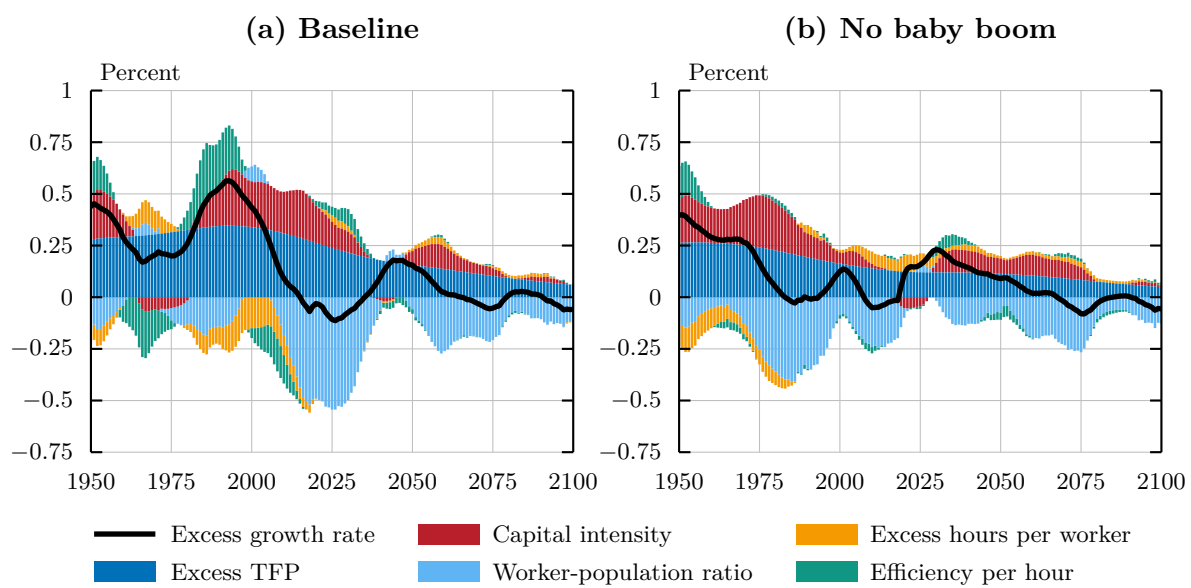 (a) Baseline
(b) No baby boom
Percent
Percent
1
0.75
0.5
0.25
0
−0.25
−0.5
−0.75
1950 1975 2000 2025 2050 2075 2100
1
0.75
0.5
0.25
0
−0.25
−0.5
−0.75
1950 1975 2000 2025 2050 2075 2100
Excess growth rate
Capital intensity
Excess hours per worker
Excess TFP
Worker-population ratio
Efficiency per hour